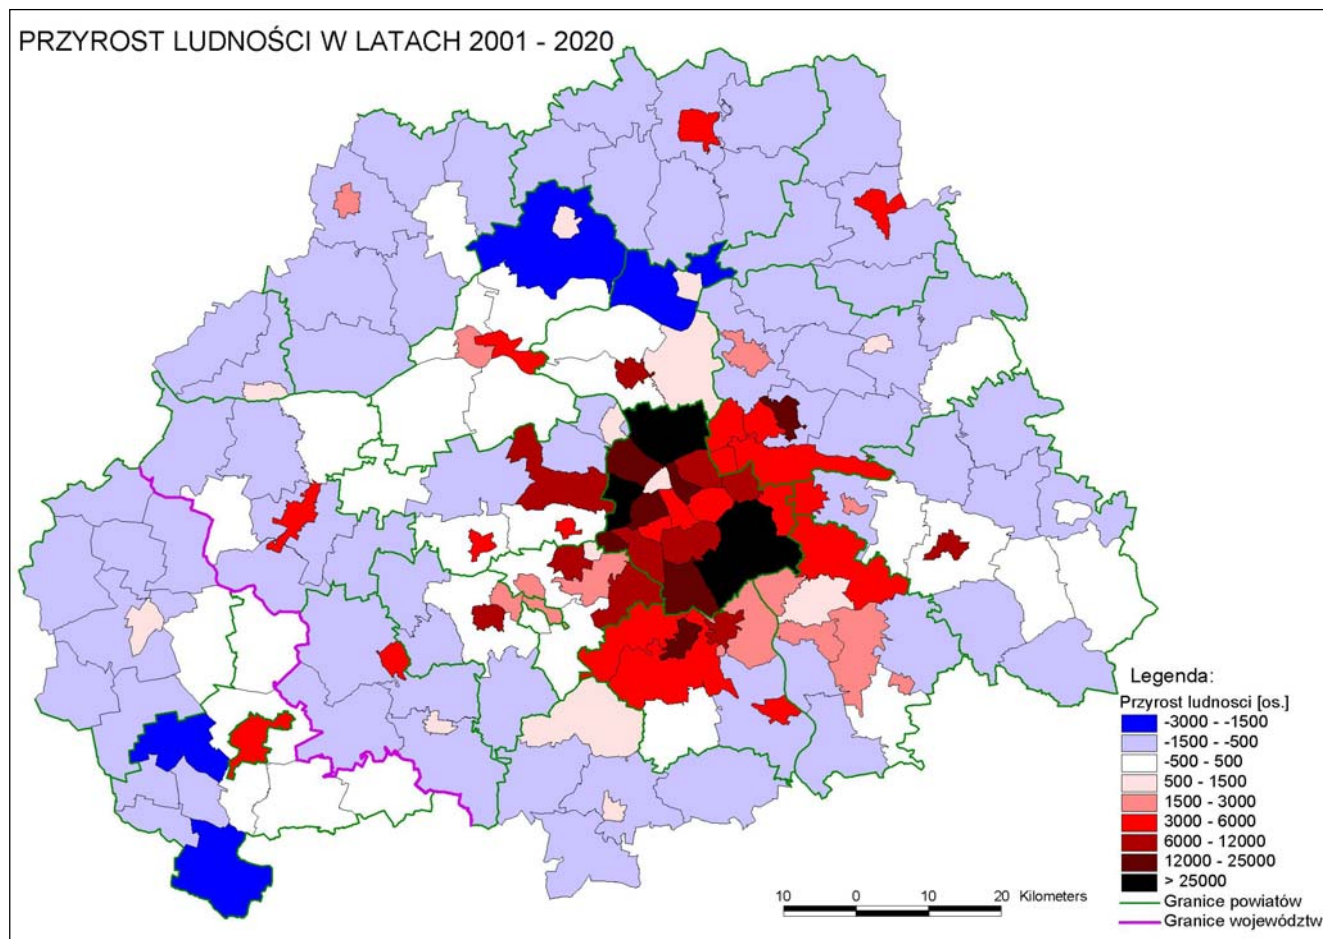 PRZYROST LUDNOŚCI W LATACH 2001 - 2020
Legenda:
Przyrost ludnosci [os.]
-3000 - -1500
-1500 - -500
-500 - 500
500 - 1500
1500 - 3000
3000 - 6000
6000 - 12000
12000 - 25000
> 25000
Granice powiatów
Granice województw
10 0 10 20 Kilometers